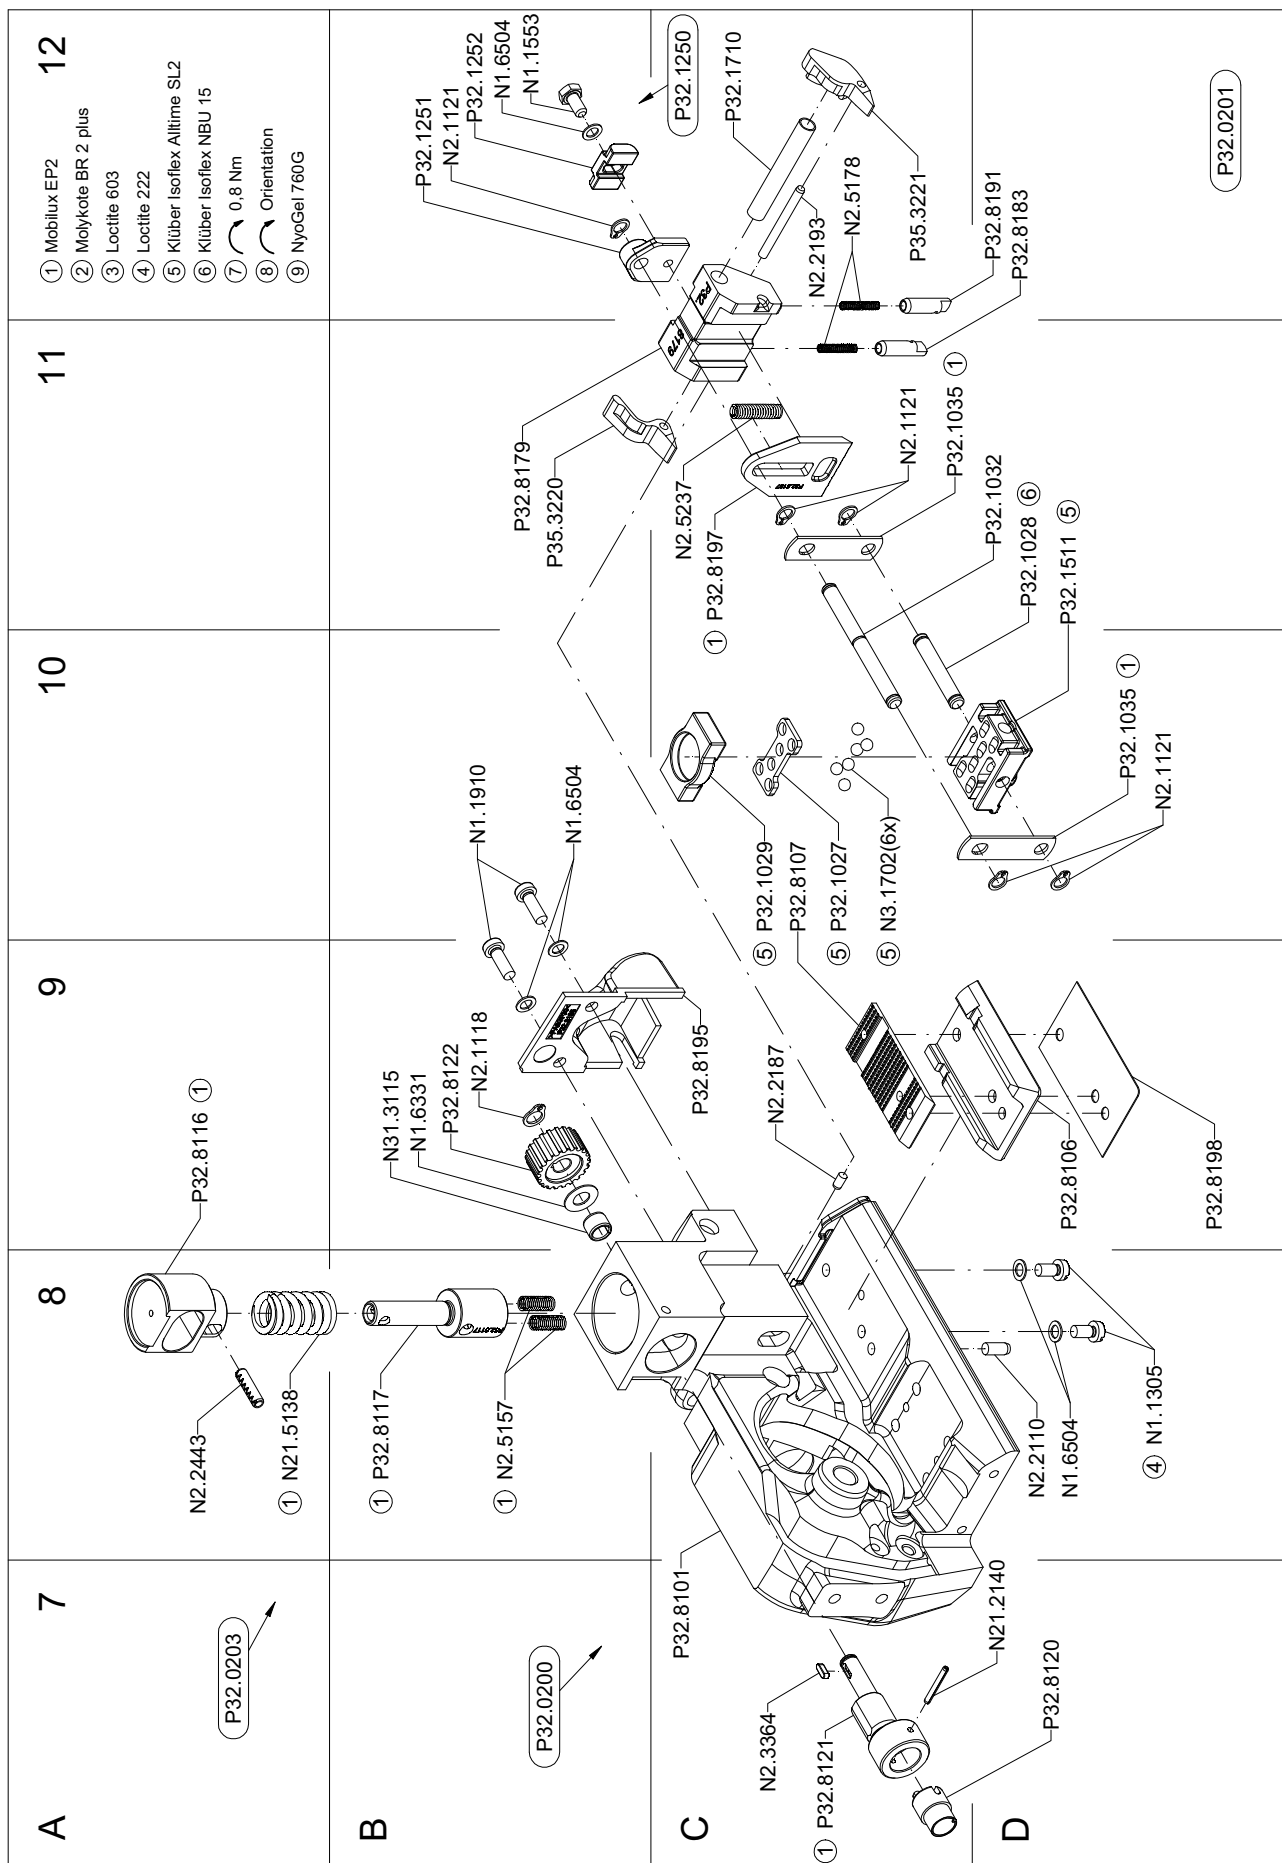 A
B
C
D
7
8
9
10
11
12
① Mobilux EP2
② Molykote BR 2 plus
③ Loctite 603
④ Loctite 222
⑤ Klüber Isoflex Alltime SL2
⑥ Klüber Isoflex NBU 15
⑦ 0,8 Nm
⑧ Orientation
⑨ NyoGel 760G
P32.0203
P32.8116 ①
N2.2443
① N21.5138
① P32.8117
P32.8117
① N2.5157
P32.0200
N31.3115
N1.6331
P32.8122
N2.1118
N1.1910
N1.6504
P32.8195
P32.8179
P35.3220
P32.1251
N2.1121
P32.1252
N1.6504
N1.1553
P32.1250
P32.1710
8179
P32
N2.2193
N2.5178
P35.3221
P32.8191
P32.8183
P32.0201
N2.5237
① P32.8197
P32.8197
N2.1121
P32.1035 ①
P32.1032
P32.1028 ⑥
P32.1511 ⑤
P32.1035 ①
N2.1121
⑤ P32.1029
P32.8107
⑤ P32.1027
⑤ N3.1702(6x)
N2.2187
P32.8106
P32.8198
P32.8101
N2.2110
N1.6504
④ N1.1305
N2.3364
① P32.8121
N21.2140
P32.8120